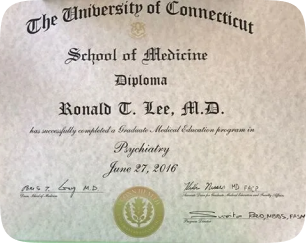 The University of Connecticut
School of Medicine
Diploma
Ronald T. Lee, M.D.
has successfully completed a Graduate Medical Education program in
Psychiatry
June 27, 2016
M.D.
MD